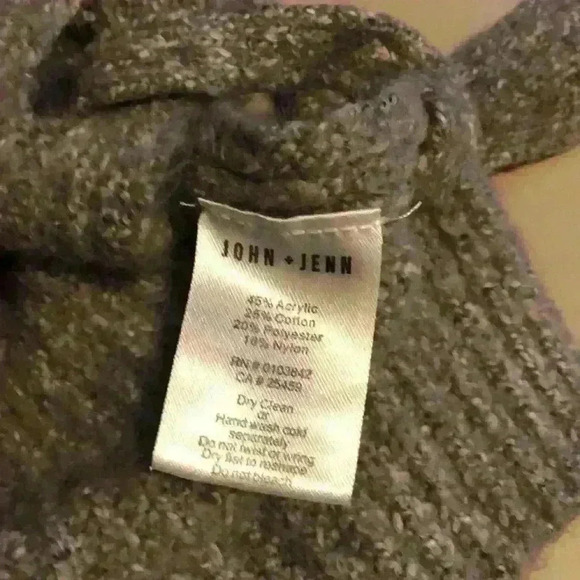 JOHN + JENN
45% Acrylic
25% Cotton
20% Polyester
10% Nylon
RN # 0103642
CA # 25459
Dry Clean
or
Hand wash cold
separately
Do not twist or wring
Dry flat to reshape
Do not bleach